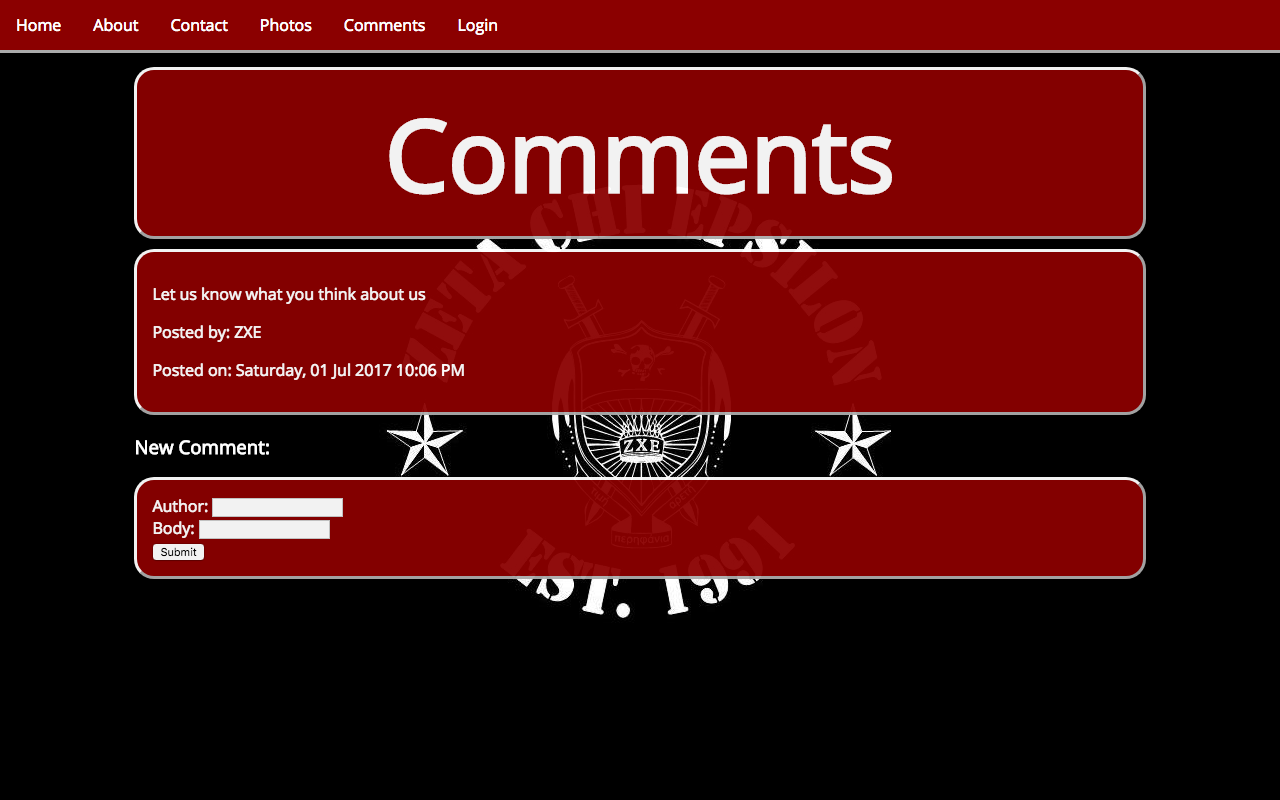 Home About Contact Photos Comments Login
Comments
ZETA CHI EPSILON
Let us know what you think about us
Posted by: ZXE
Posted on: Saturday, 01 Jul 2017 10:06 PM
ZXE
New Comment:
Author:
Body:
Submit
EST. 1991